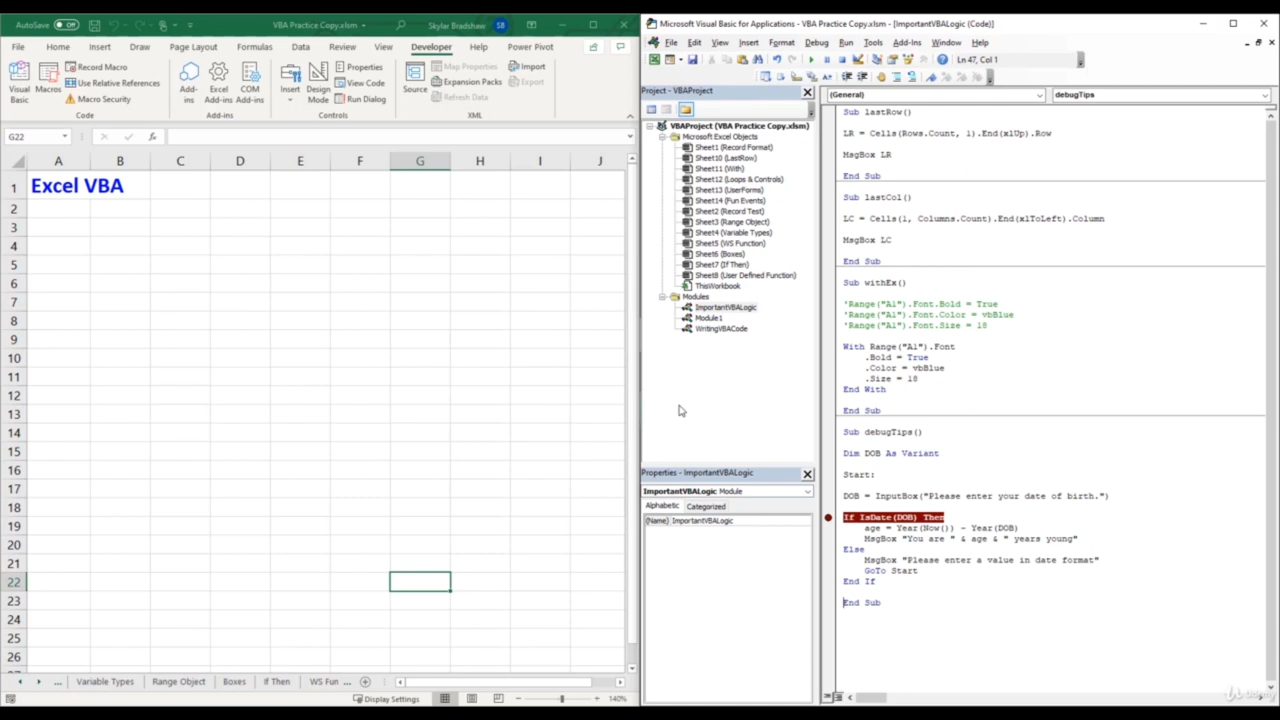 AutoSave Off VBA Practice Copy.xlsm Skylar Bradshaw SB
File Home Insert Draw Page Layout Formulas Data Review View Developer Help Power Pivot
Visual Basic
Macros
Record Macro
Use Relative References
Macro Security
Code
Add-ins
Excel Add-ins
COM Add-ins
Add-ins
Insert
Design Mode
Properties
View Code
Run Dialog
Controls
Source
Map Properties
Expansion Packs
Refresh Data
Import
Export
XML
G22 fx
A B C D E F G H I J
Excel VBA
2
3
4
5
6
7
8
9
10
11
12
13
14
15
16
17
18
19
20
21
22
23
24
25
26
... Variable Types Range Object Boxes If Then WS Fun ...
Display Settings 140%
Microsoft Visual Basic for Applications - VBA Practice Copy.xlsm - [ImportantVBALogic (Code)]
File Edit View Insert Format Debug Run Tools Add-Ins Window Help
Ln 47, Col 1
Project - VBAProject
VBAProject (VBA Practice Copy.xlsm)
Microsoft Excel Objects
Sheet1 (Record Format)
Sheet10 (LastRow)
Sheet11 (With)
Sheet12 (Loops & Controls)
Sheet13 (UserForms)
Sheet14 (Fun Events)
Sheet2 (Record Test)
Sheet3 (Range Object)
Sheet4 (Variable Types)
Sheet5 (WS Function)
Sheet6 (Boxes)
Sheet7 (If Then)
Sheet8 (User Defined Function)
ThisWorkbook
Modules
ImportantVBALogic
Module1
WritingVBACode
Properties - ImportantVBALogic
ImportantVBALogic Module
Alphabetic Categorized
(Name) ImportantVBALogic
(General) debugTips
Sub lastRow()
LR = Cells(Rows.Count, 1).End(xlUp).Row
MsgBox LR
End Sub
Sub lastCol()
LC = Cells(1, Columns.Count).End(xlToLeft).Column
MsgBox LC
End Sub
Sub withEx()
'Range("A1").Font.Bold = True
'Range("A1").Font.Color = vbBlue
'Range("A1").Font.Size = 18
With Range("A1").Font
.Bold = True
.Color = vbBlue
.Size = 18
End With
End Sub
Sub debugTips()
Dim DOB As Variant
Start:
DOB = InputBox("Please enter your date of birth.")
If IsDate(DOB) Then
age = Year(Now()) - Year(DOB)
MsgBox "You are " & age & " years young"
Else
MsgBox "Please enter a value in date format"
GoTo Start
End If
End Sub